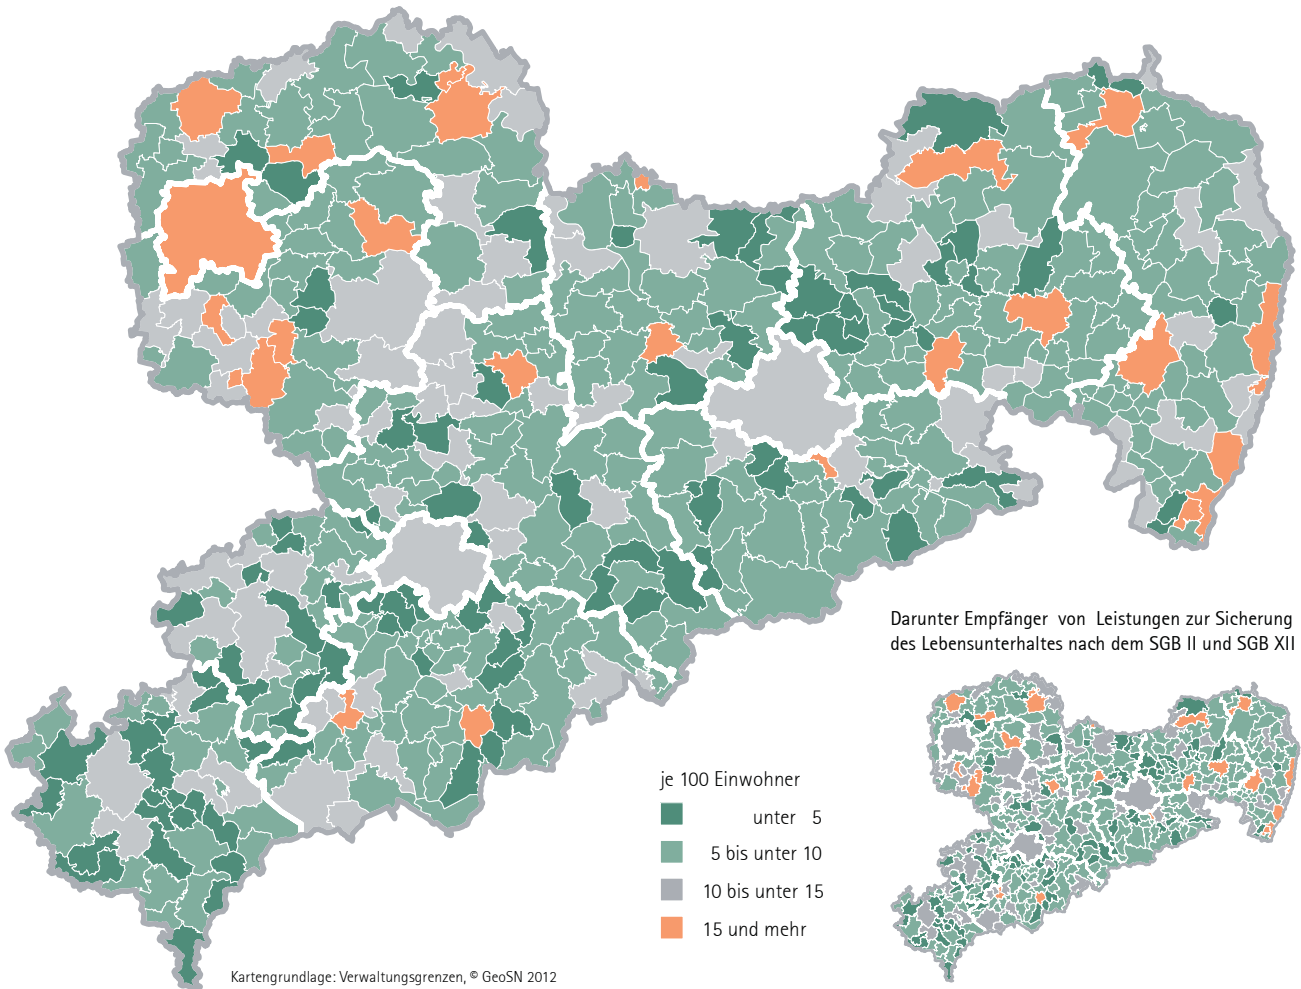 Darunter Empfänger von Leistungen zur Sicherung
des Lebensunterhaltes nach dem SGB II und SGB XII
je 100 Einwohner
unter 5
5 bis unter 10
10 bis unter 15
15 und mehr
Kartengrundlage: Verwaltungsgrenzen, © GeoSN 2012